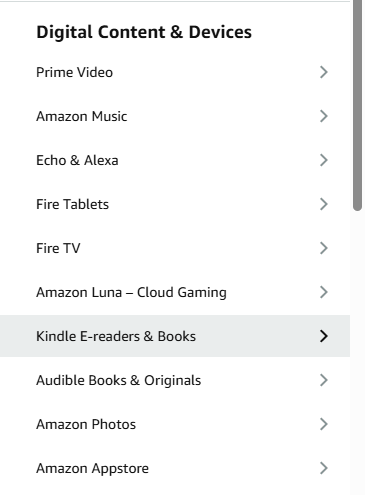 Digital Content & Devices
Prime Video
Amazon Music
Echo & Alexa
Fire Tablets
Fire TV
Amazon Luna – Cloud Gaming
Kindle E-readers & Books
Audible Books & Originals
Amazon Photos
Amazon Appstore